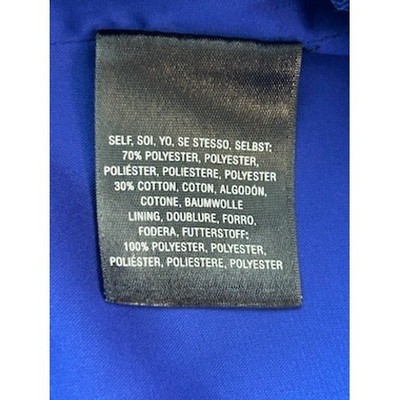 SELF, SOI, YO, SE STESSO, SELBST:
70% POLYESTER, POLYESTER,
POLIÉSTER, POLIESTERE, POLYESTER
30% COTTON, COTON, ALGODÓN,
COTONE, BAUMWOLLE
LINING, DOUBLURE, FORRO,
FODERA, FUTTERSTOFF:
100% POLYESTER, POLYESTER,
POLIÉSTER, POLIESTERE, POLYESTER